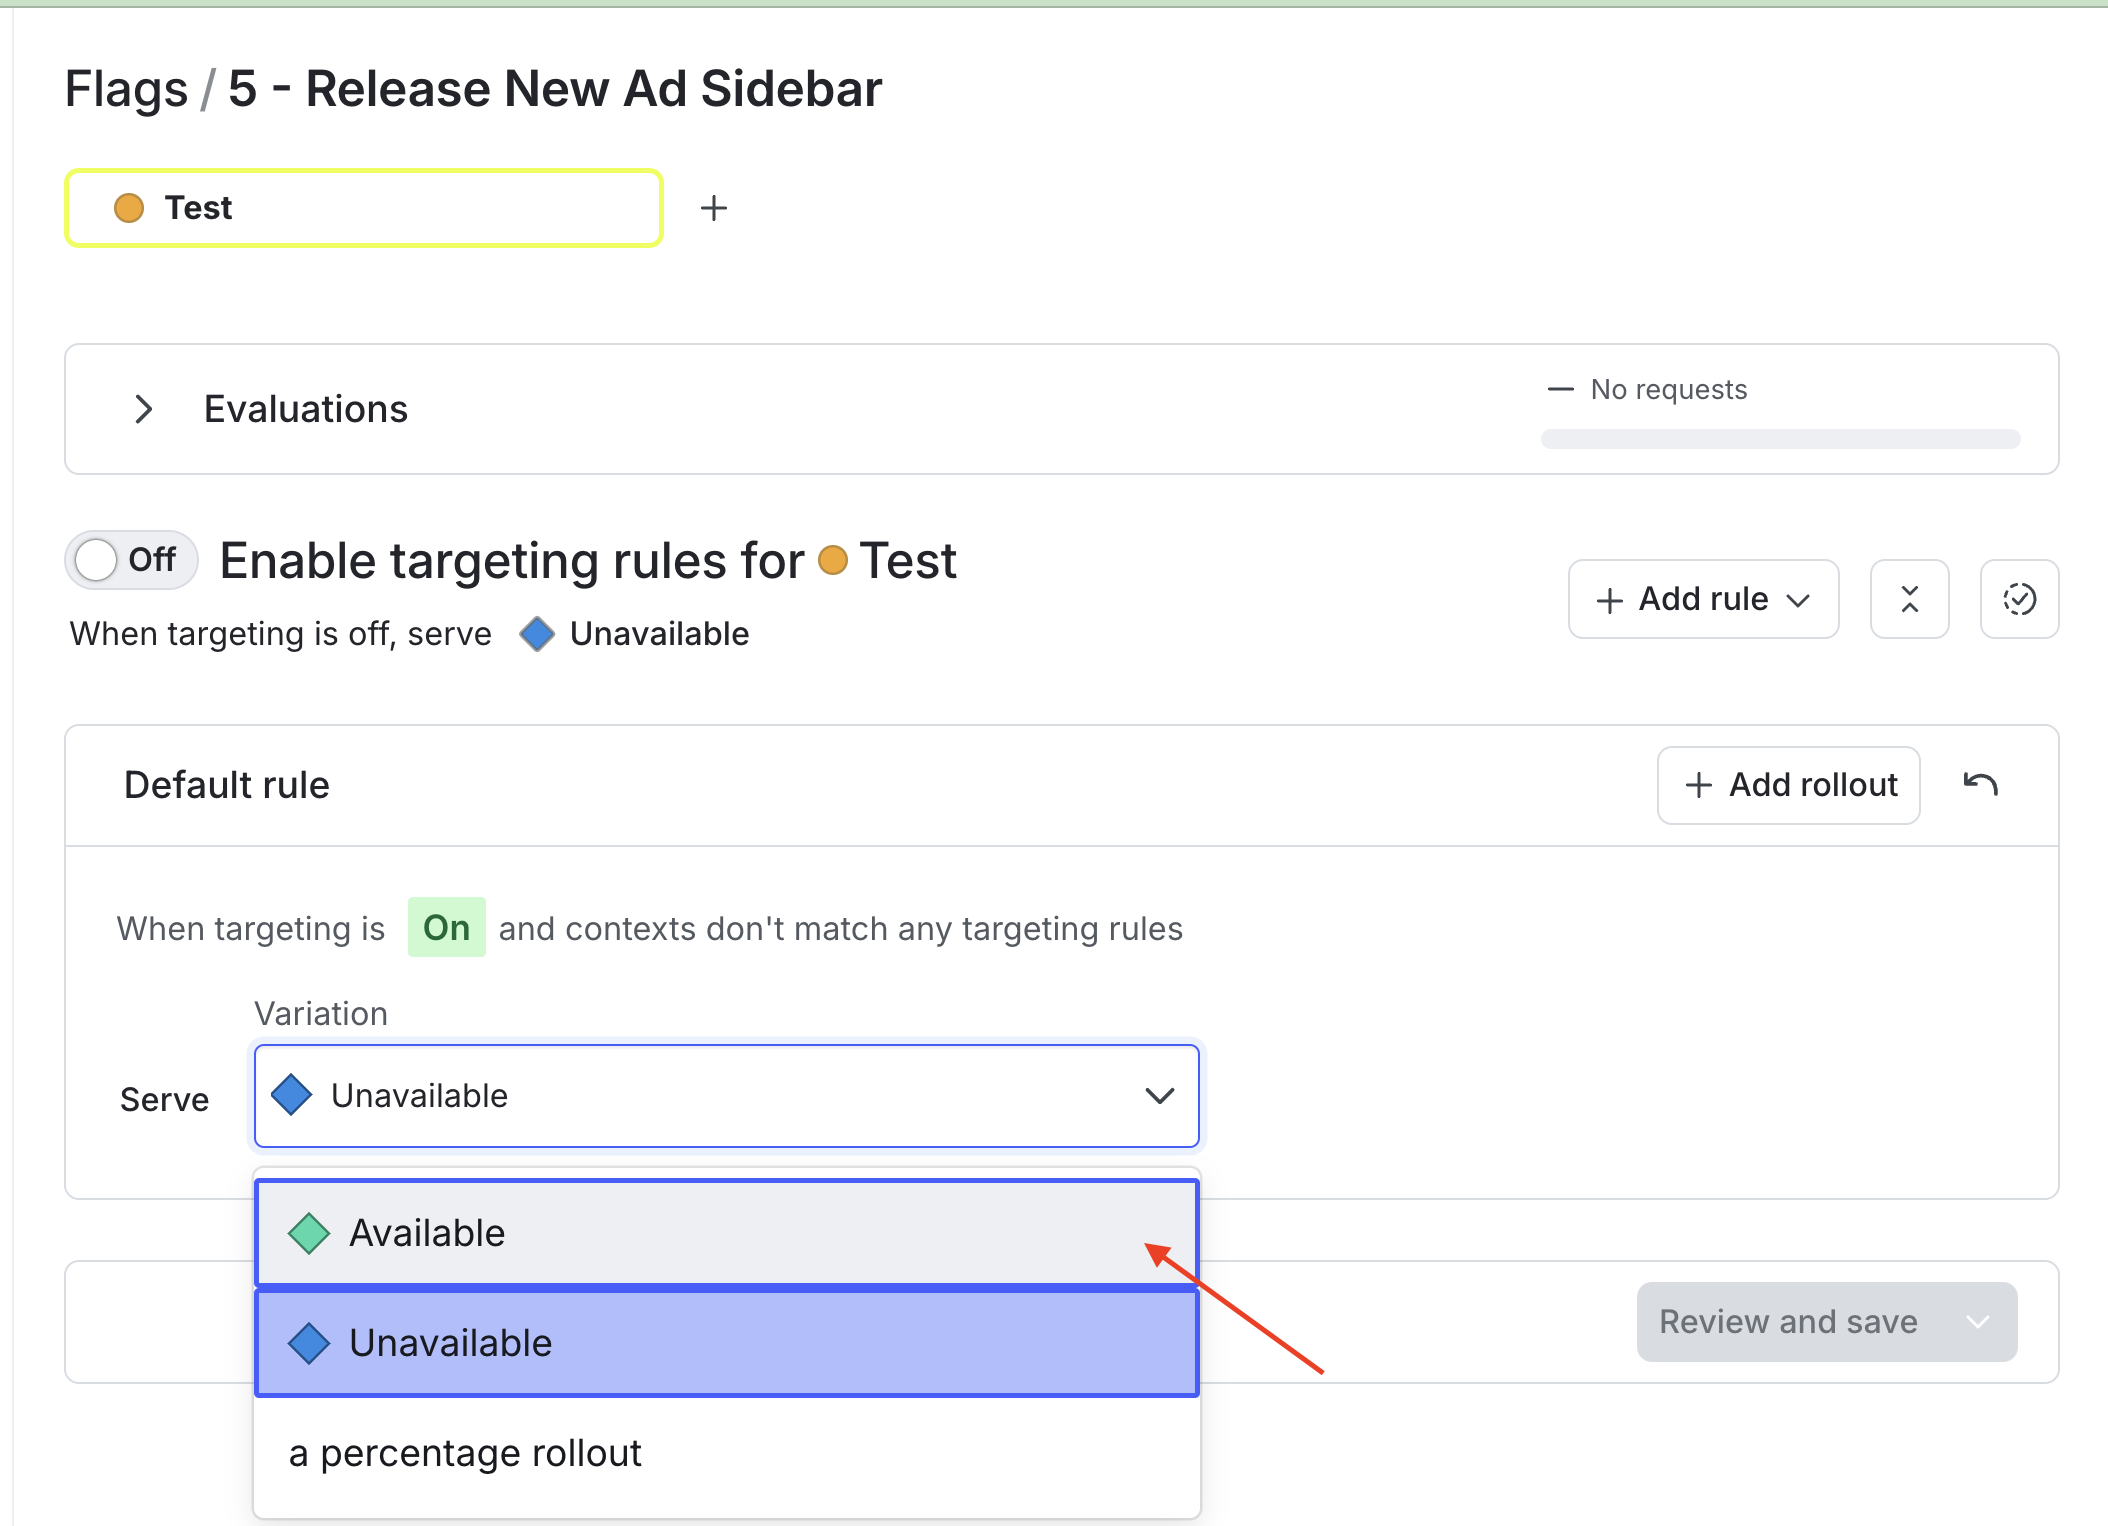 Flags / 5 - Release New Ad Sidebar
Test
Evaluations
No requests
Off
Enable targeting rules for Test
When targeting is off, serve Unavailable
Add rule
Default rule
Add rollout
When targeting is On and contexts don't match any targeting rules
Variation
Serve
Unavailable
Available
Unavailable
a percentage rollout
Review and save